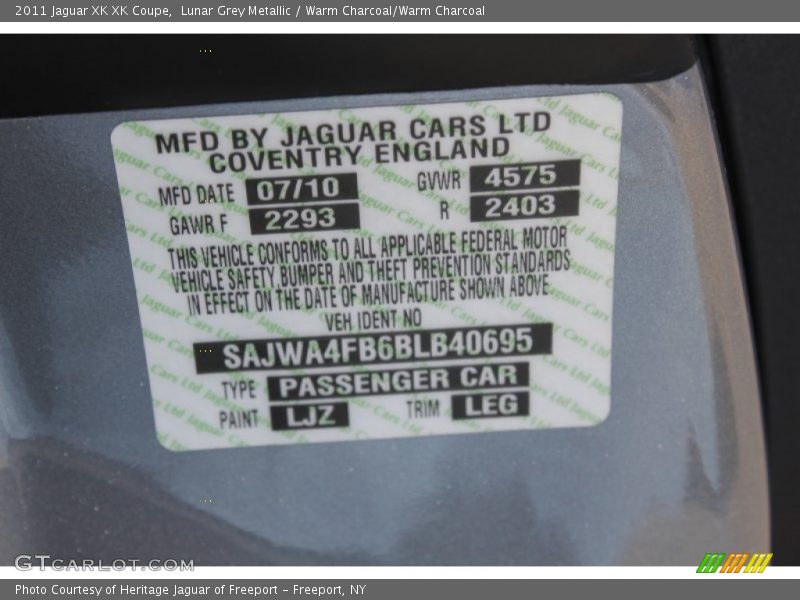 2011 Jaguar XK XK Coupe, Lunar Grey Metallic / Warm Charcoal/Warm Charcoal
MFD BY JAGUAR CARS LTD
COVENTRY ENGLAND
MFD DATE 07/10 GVWR 4575
GAWR F 2293 R 2403
THIS VEHICLE CONFORMS TO ALL APPLICABLE FEDERAL MOTOR
VEHICLE SAFETY BUMPER AND THEFT PREVENTION STANDARDS
IN EFFECT ON THE DATE OF MANUFACTURE SHOWN ABOVE
VEH IDENT NO
SAJWA4FB6BLB40695
TYPE PASSENGER CAR
PAINT LJZ TRIM LEG
GTCARLOT.COM
Photo Courtesy of Heritage Jaguar of Freeport – Freeport, NY